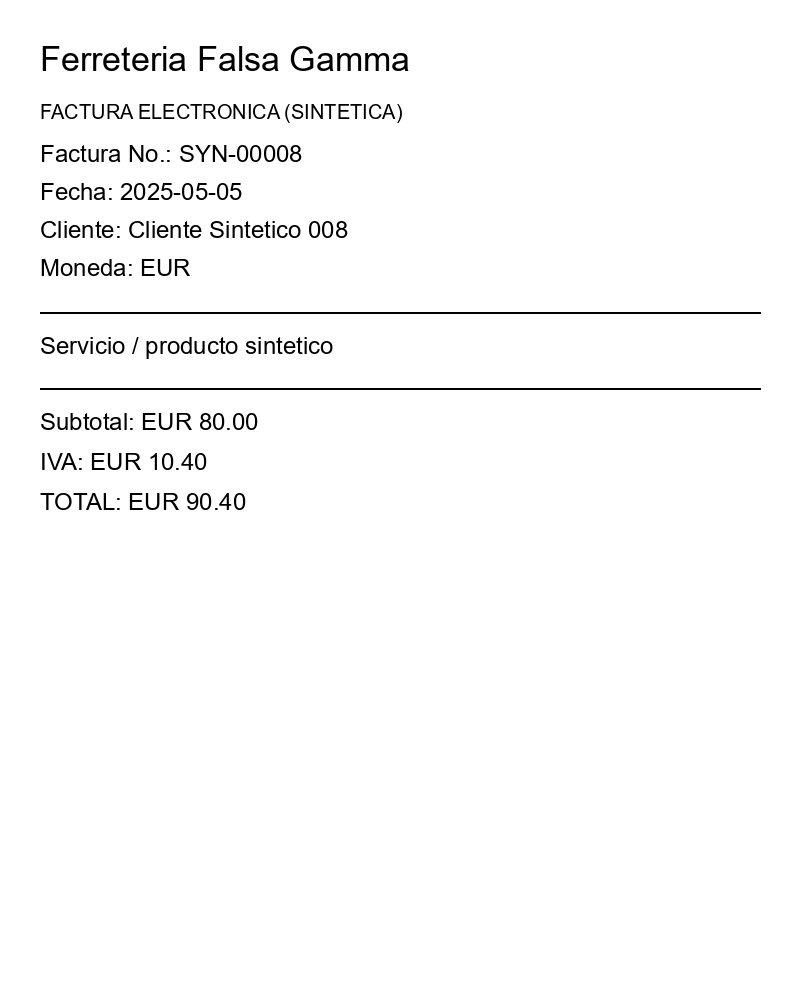 Ferreteria Falsa Gamma
FACTURA ELECTRONICA (SINTETICA)
Factura No.: SYN-00008
Fecha: 2025-05-05
Cliente: Cliente Sintetico 008
Moneda: EUR
Servicio / producto sintetico
Subtotal: EUR 80.00
IVA: EUR 10.40
TOTAL: EUR 90.40